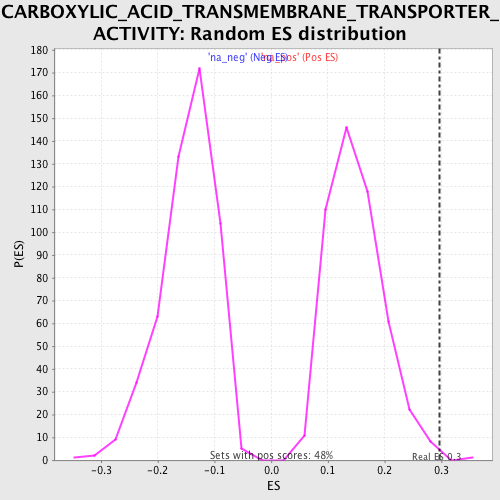 CARBOXYLIC_ACID_TRANSMEMBRANE_TRANSPORTER_
ACTIVITY: Random ES distribution
'na_neg' (Neg ES)
'na_pos' (Pos ES)
180
170
160
150
140
130
120
110
100
90
80
70
60
50
40
30
20
10
0
P(ES)
Sets with pos scores: 48%
Real ES 0.3
-0.3 -0.2 -0.1 0.0 0.1 0.2 0.3
ES